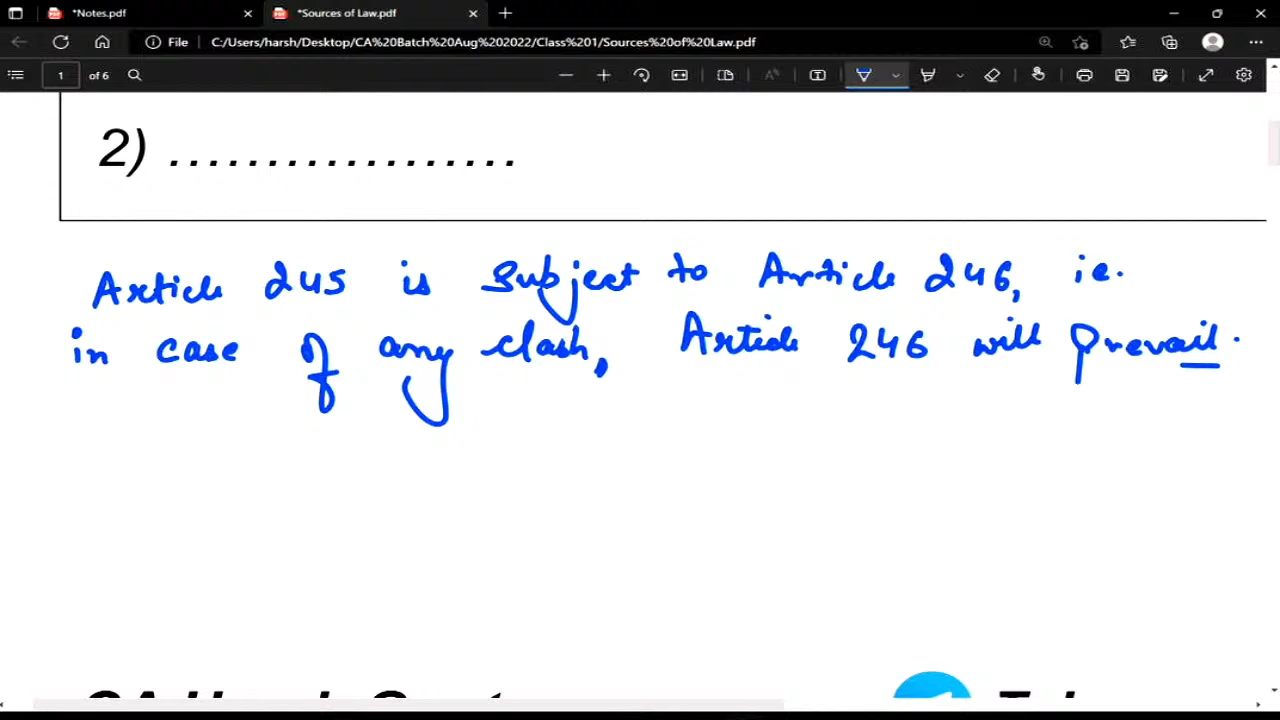 *Notes.pdf
*Sources of Law.pdf
File C:/Users/harsh/Desktop/CA%20Batch%20Aug%202022/Class%201/Sources%20of%20Law.pdf
1 of 6
2) ………………
Article 245 is subject to Article 246, ie.
in case of any clash, Article 246 will prevail.